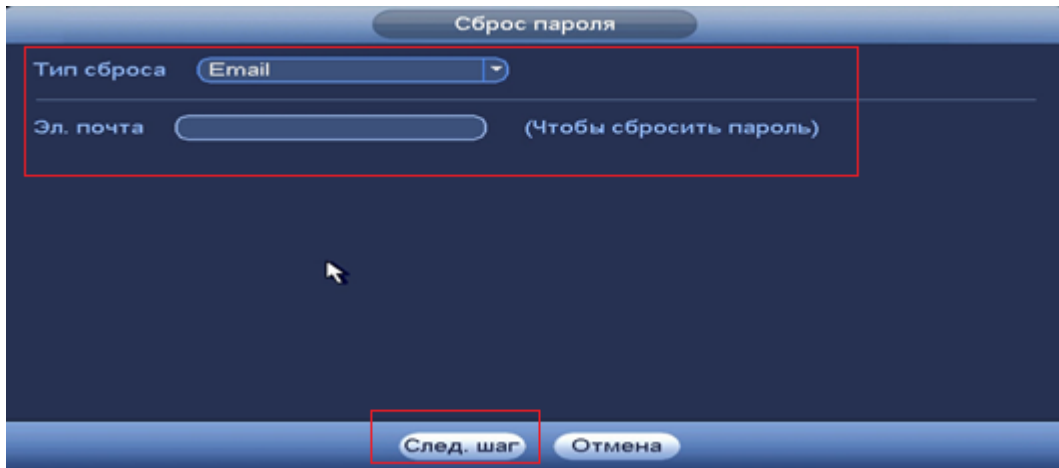 Сброс пароля
Тип сброса Email
Эл. почта (Чтобы сбросить пароль)
След. шаг Отмена